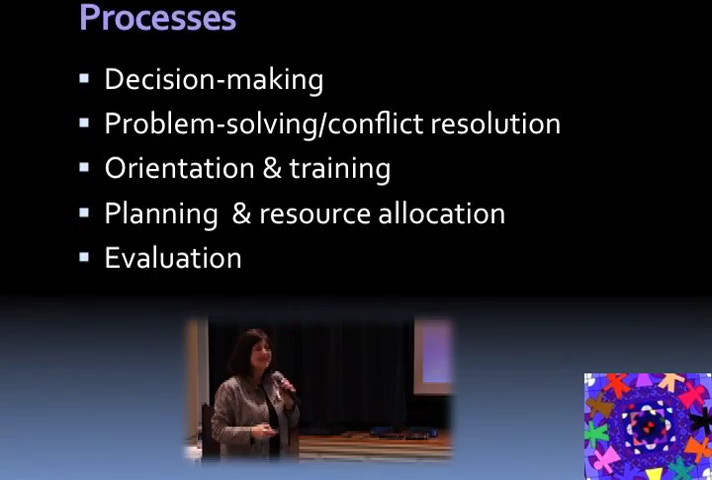 Processes
Decision-making
Problem-solving/conflict resolution
Orientation & training
Planning & resource allocation
Evaluation